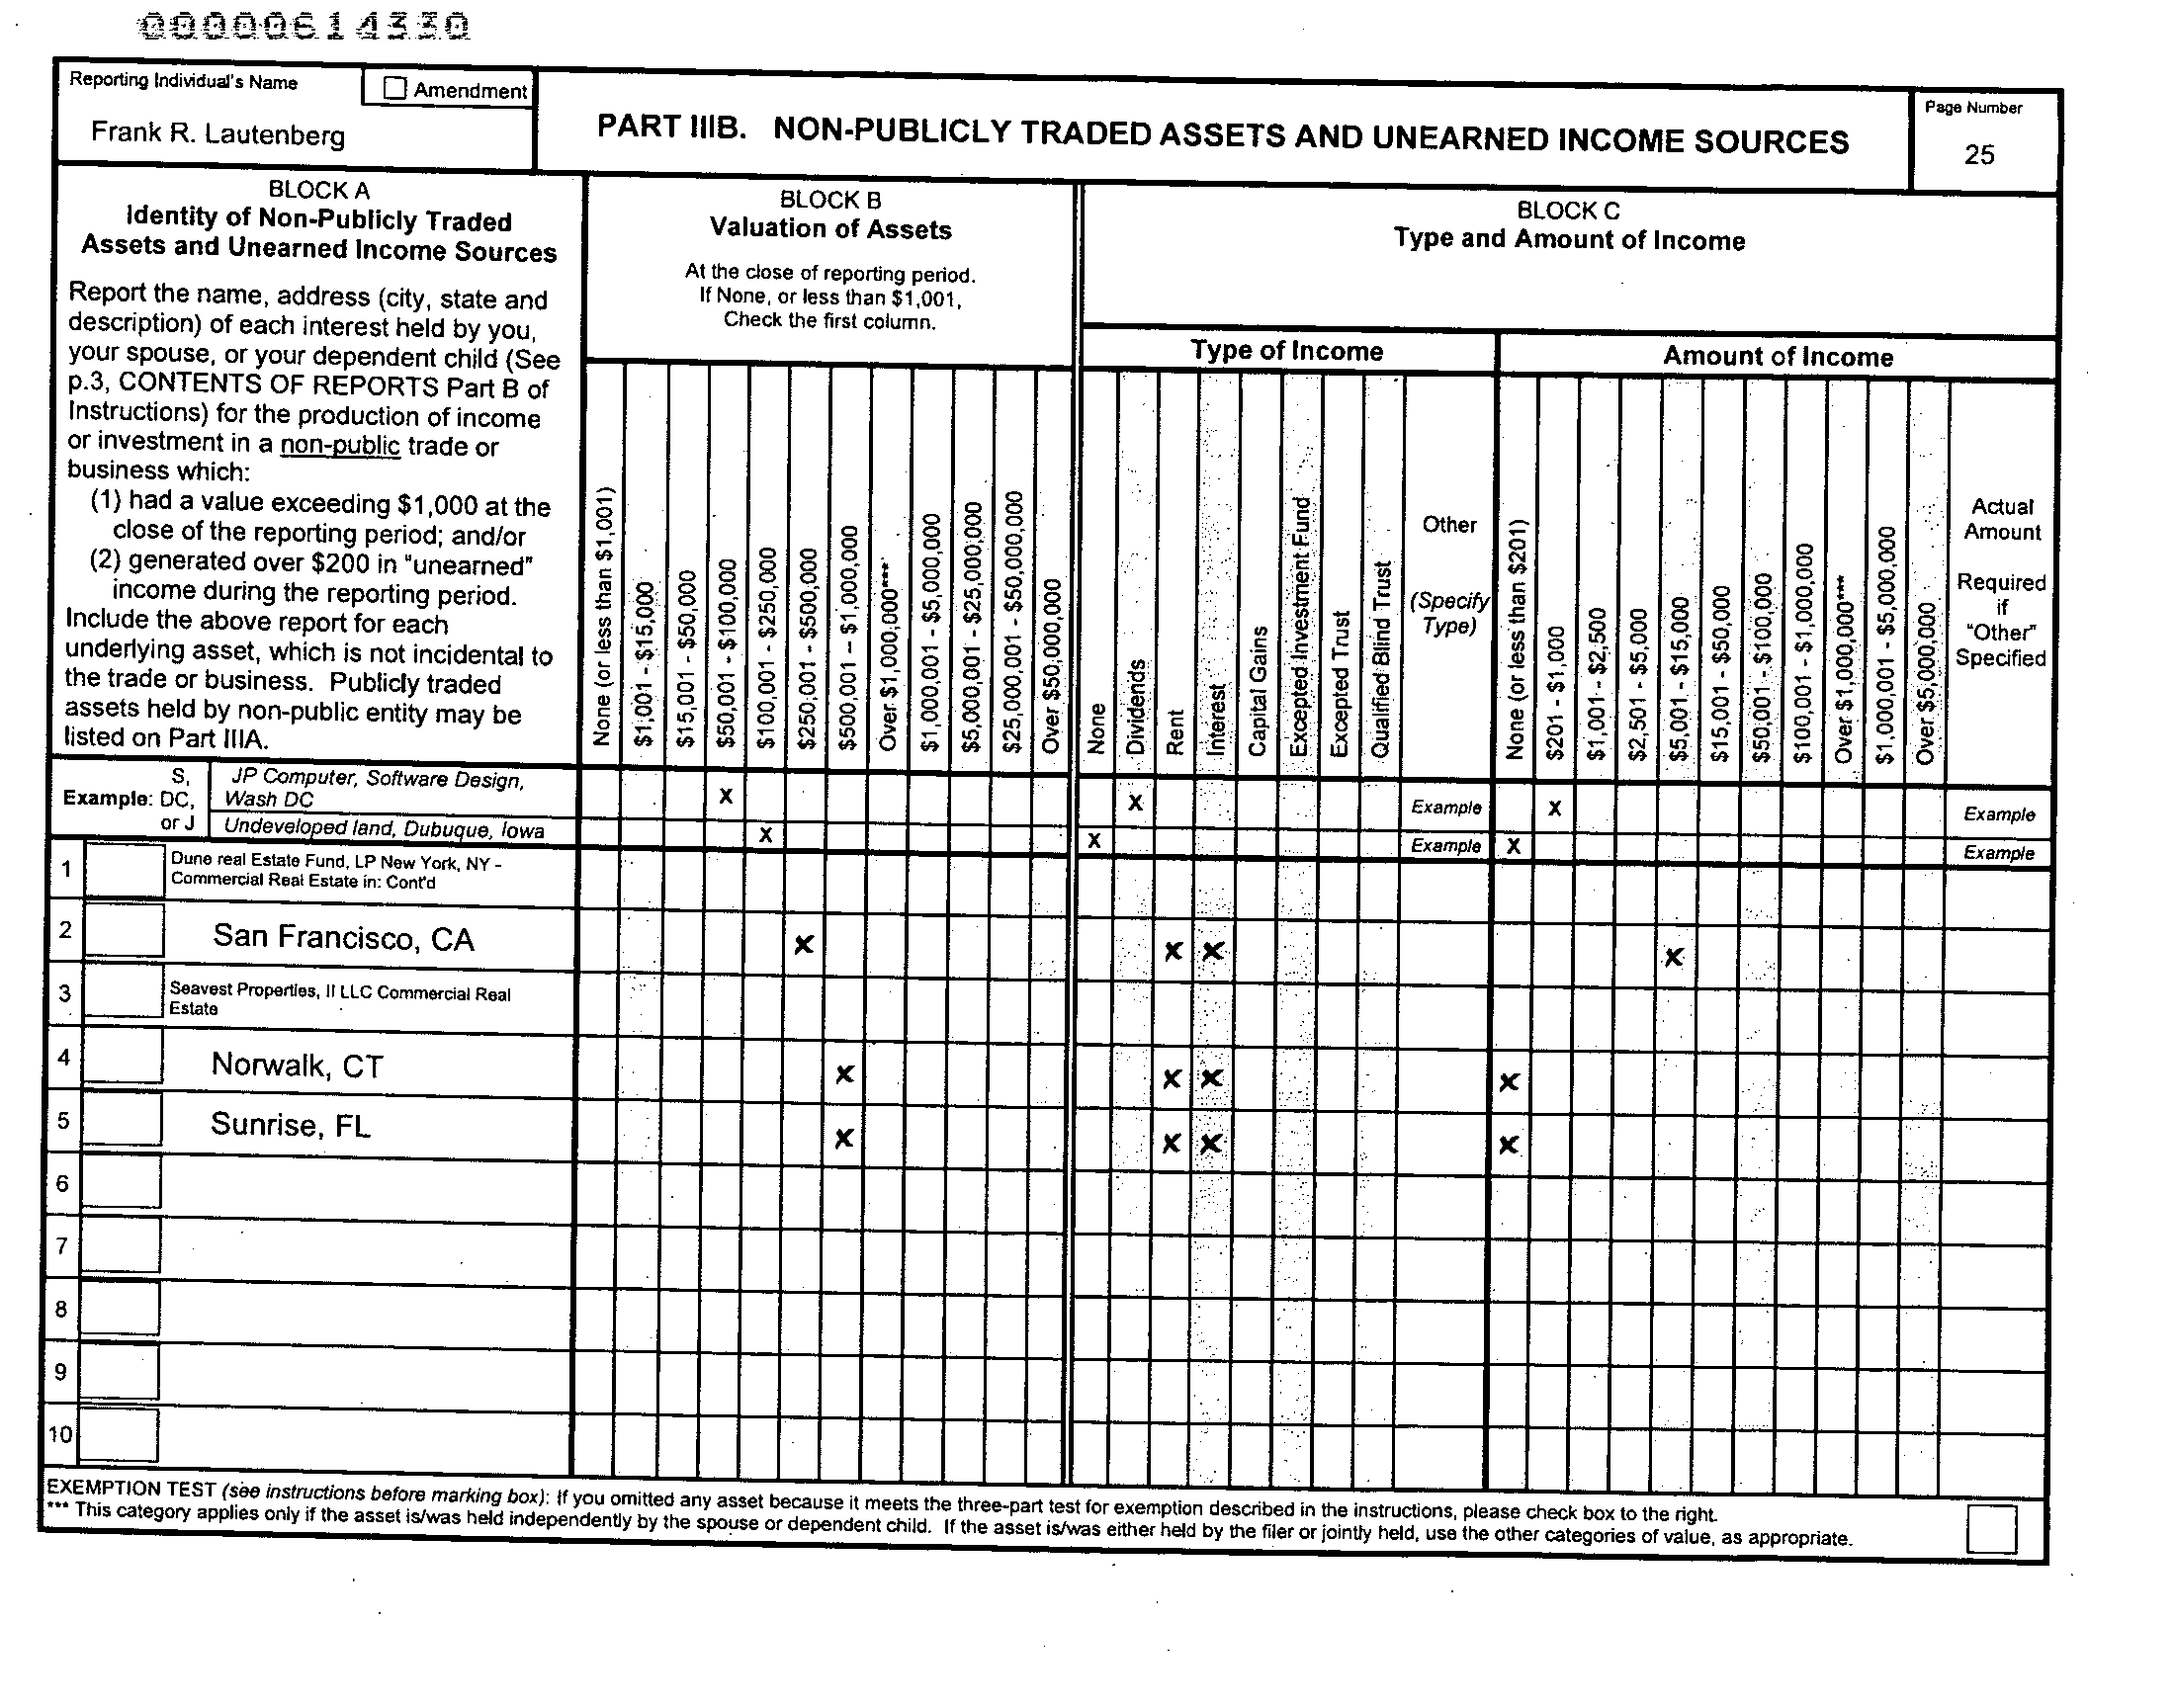 00000614330
Reporting Individual's Name
☐ Amendment
Frank R. Lautenberg
PART IIIB. NON-PUBLICLY TRADED ASSETS AND UNEARNED INCOME SOURCES
Page Number
25
BLOCK A
Identity of Non-Publicly Traded
Assets and Unearned Income Sources
Report the name, address (city, state and
description) of each interest held by you,
your spouse, or your dependent child (See
p.3, CONTENTS OF REPORTS Part B of
Instructions) for the production of income
or investment in a non-public trade or
business which:
(1) had a value exceeding $1,000 at the
close of the reporting period; and/or
(2) generated over $200 in "unearned"
income during the reporting period.
Include the above report for each
underlying asset, which is not incidental to
the trade or business. Publicly traded
assets held by non-public entity may be
listed on Part IIIA.
BLOCK B
Valuation of Assets
At the close of reporting period.
If None, or less than $1,001,
Check the first column.
None (or less than $1,001)
$1,001 - $15,000
$15,001 - $50,000
$50,001 - $100,000
$100,001 - $250,000
$250,001 - $500,000
$500,001 -- $1,000,000
Over $1,000,000***
$1,000,001 - $5,000,000
$5,000,001 - $25,000,000
$25,000,001 - $50,000,000
Over $50,000,000
BLOCK C
Type and Amount of Income
Type of Income
None
Dividends
Rent
Interest
Capital Gains
Excepted Investment Fund
Excepted Trust
Qualified Blind Trust
Other
(Specify
Type)
Amount of Income
None (or less than $201)
$201 - $1,000
$1,001 - $2,500
$2,501 - $5,000
$5,001 - $15,000
$15,001 - $50,000
$50,001 - $100,000
$100,001 - $1,000,000
Over $1,000,000***
$1,000,001 - $5,000,000
Over $5,000,000
Actual
Amount
Required
if
"Other"
Specified
Example: S, DC, or J
JP Computer, Software Design,
Wash DC X X Example X Example
Undeveloped land, Dubuque, Iowa X X Example X Example
1 Dune real Estate Fund, LP New York, NY -
Commercial Real Estate in: Cont'd
2 San Francisco, CA X X X X
3 Seavest Properties, II LLC Commercial Real
Estate
4 Norwalk, CT X X X X
5 Sunrise, FL X X X X
6
7
8
9
10
EXEMPTION TEST (see instructions before marking box): If you omitted any asset because it meets the three-part test for exemption described in the instructions, please check box to the right.
*** This category applies only if the asset is/was held independently by the spouse or dependent child. If the asset is/was either held by the filer or jointly held, use the other categories of value, as appropriate.